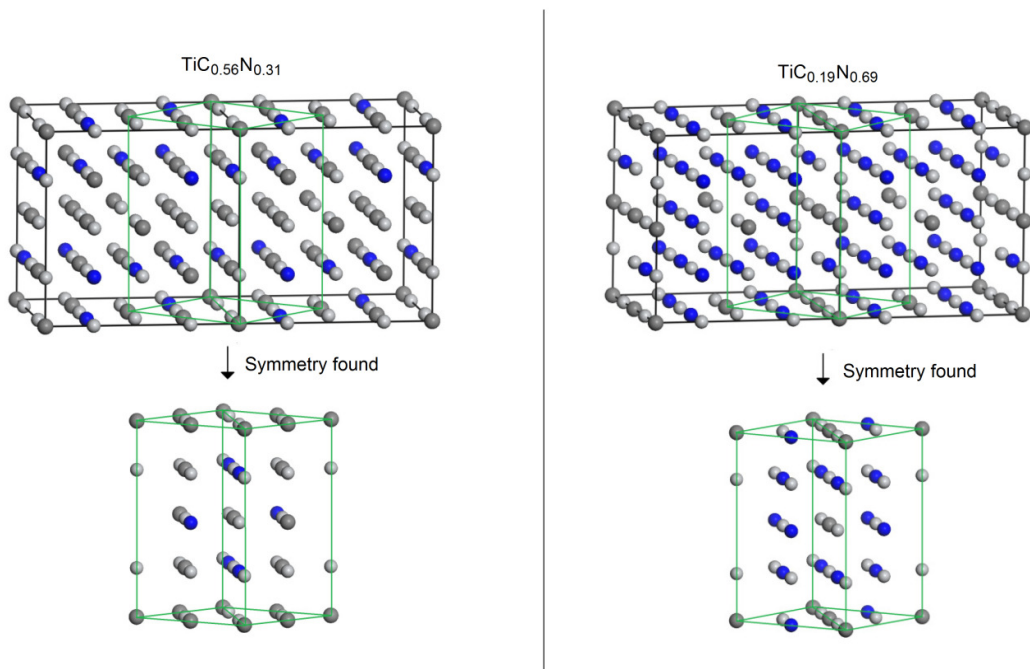 TiC₀.₅₆N₀.₃₁
TiC₀.₁₉N₀.₆₉
Symmetry found
Symmetry found